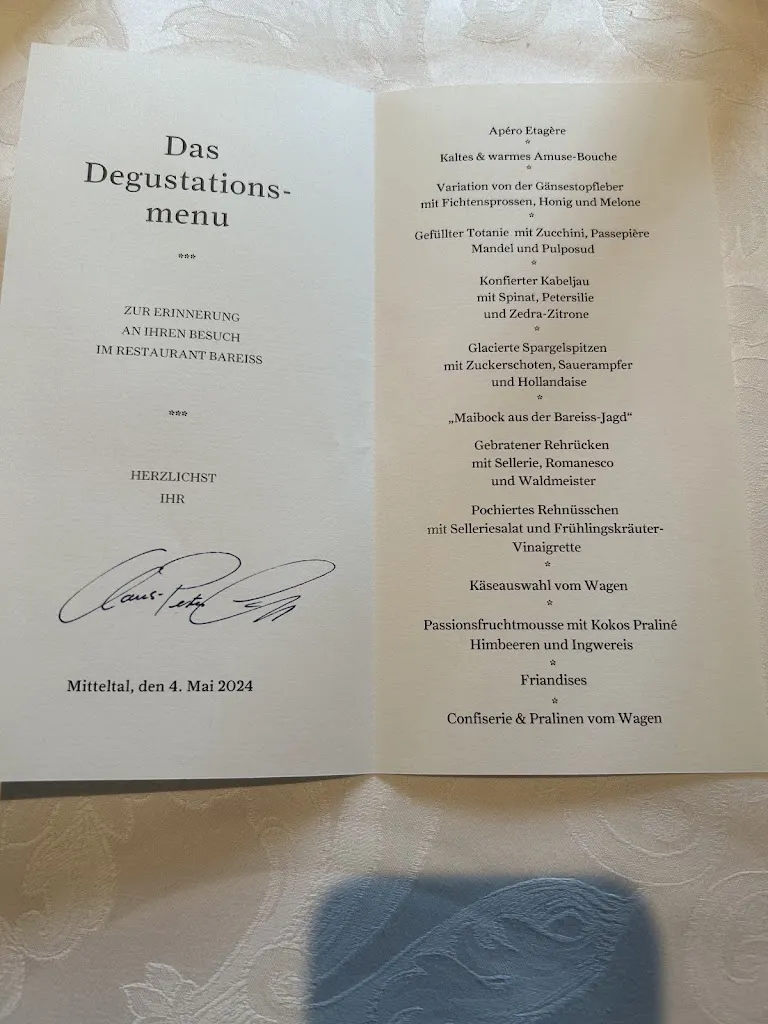 Das
Degustations-
menu
***
ZUR ERINNERUNG
AN IHREN BESUCH
IM RESTAURANT BAREISS
***
HERZLICHST
IHR
Claus-Peter
Mitteltal, den 4. Mai 2024
Apéro Etagère
*
Kaltes & warmes Amuse-Bouche
*
Variation von der Gänsestopfleber
mit Fichtensprossen, Honig und Melone
*
Gefüllter Totanie mit Zucchini, Passepière
Mandel und Pulposud
*
Konfierter Kabeljau
mit Spinat, Petersilie
und Zedra-Zitrone
*
Glacierte Spargelspitzen
mit Zuckerschoten, Sauerampfer
und Hollandaise
*
„Maibock aus der Bareiss-Jagd“
Gebratener Rehrücken
mit Sellerie, Romanesco
und Waldmeister
Pochiertes Rehnüsschen
mit Selleriesalat und Frühlingskräuter-
Vinaigrette
*
Käseauswahl vom Wagen
*
Passionsfruchtmousse mit Kokos Praliné
Himbeeren und Ingwereis
*
Friandises
*
Confiserie & Pralinen vom Wagen